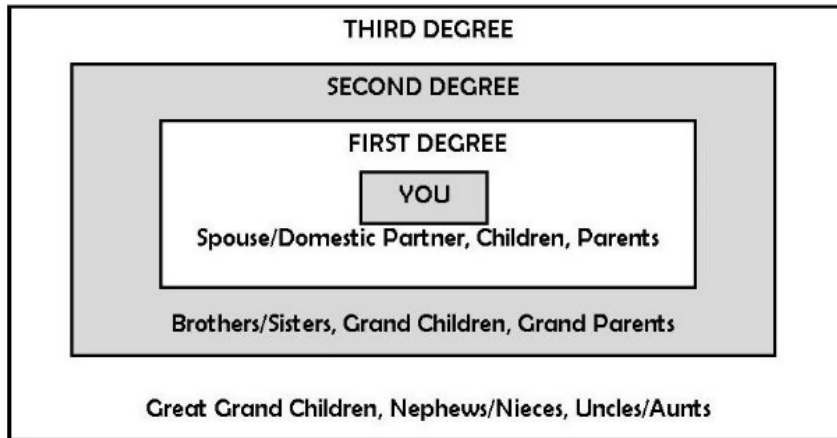 THIRD DEGREE
SECOND DEGREE
FIRST DEGREE
YOU
Spouse/Domestic Partner, Children, Parents
Brothers/Sisters, Grand Children, Grand Parents
Great Grand Children, Nephews/Nieces, Uncles/Aunts